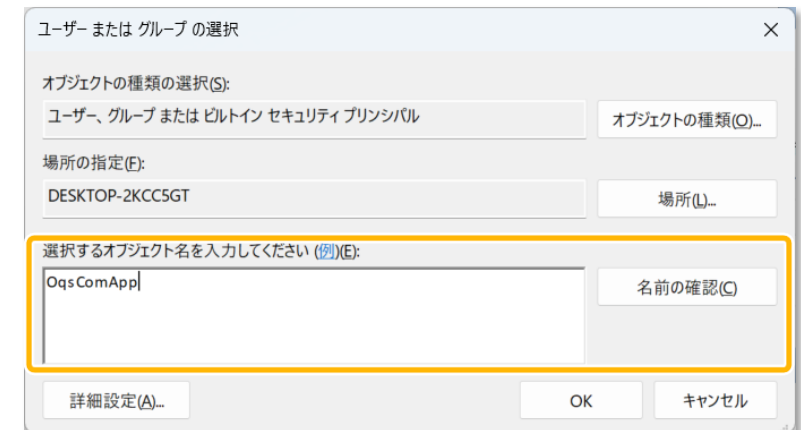 ユーザー または グループ の選択
オブジェクトの種類の選択(S):
ユーザー、グループ または ビルトイン セキュリティ プリンシパル
オブジェクトの種類(O)...
場所の指定(F):
DESKTOP-2KCC5GT
場所(L)...
選択するオブジェクト名を入力してください (例)(E):
OqsComApp
名前の確認(C)
詳細設定(A)...
OK
キャンセル